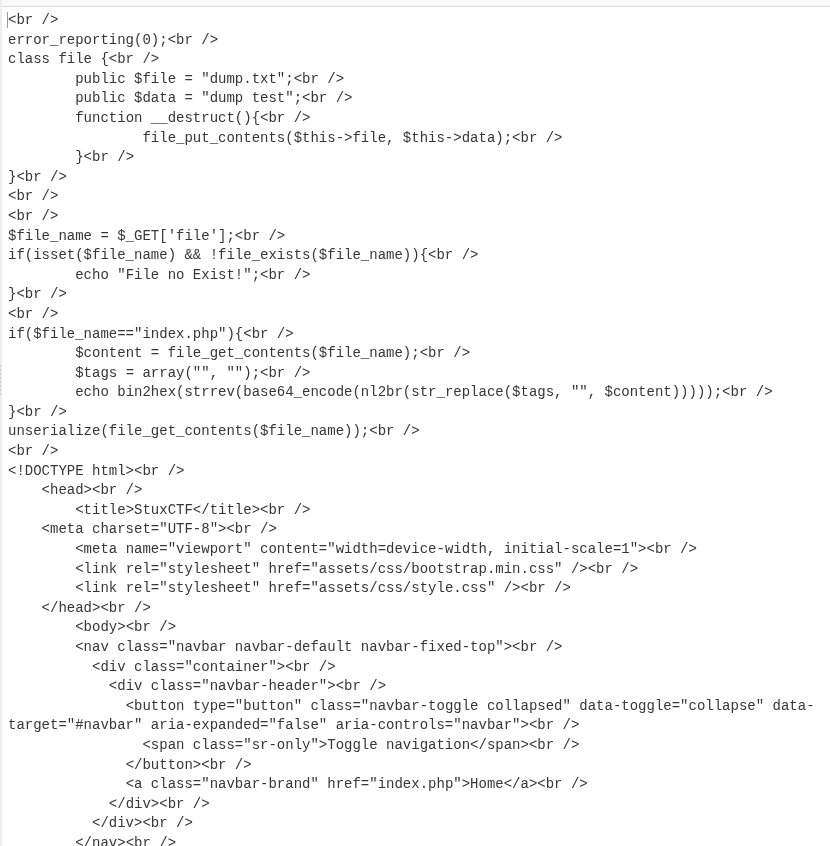 <br />
error_reporting(0);<br />
class file {<br />
        public $file = "dump.txt";<br />
        public $data = "dump test";<br />
        function __destruct(){<br />
                file_put_contents($this->file, $this->data);<br />
        }<br />
}<br />
<br />
<br />
$file_name = $_GET['file'];<br />
if(isset($file_name) && !file_exists($file_name)){<br />
        echo "File no Exist!";<br />
}<br />
<br />
if($file_name=="index.php"){<br />
        $content = file_get_contents($file_name);<br />
        $tags = array("", "");<br />
        echo bin2hex(strrev(base64_encode(nl2br(str_replace($tags, "", $content)))));<br />
}<br />
unserialize(file_get_contents($file_name));<br />
<br />
<!DOCTYPE html><br />
    <head><br />
        <title>StuxCTF</title><br />
    <meta charset="UTF-8"><br />
        <meta name="viewport" content="width=device-width, initial-scale=1"><br />
        <link rel="stylesheet" href="assets/css/bootstrap.min.css" /><br />
        <link rel="stylesheet" href="assets/css/style.css" /><br />
    </head><br />
        <body><br />
        <nav class="navbar navbar-default navbar-fixed-top"><br />
          <div class="container"><br />
            <div class="navbar-header"><br />
              <button type="button" class="navbar-toggle collapsed" data-toggle="collapse" data-
target="#navbar" aria-expanded="false" aria-controls="navbar"><br />
                <span class="sr-only">Toggle navigation</span><br />
              </button><br />
              <a class="navbar-brand" href="index.php">Home</a><br />
            </div><br />
          </div><br />
        </nav><br />